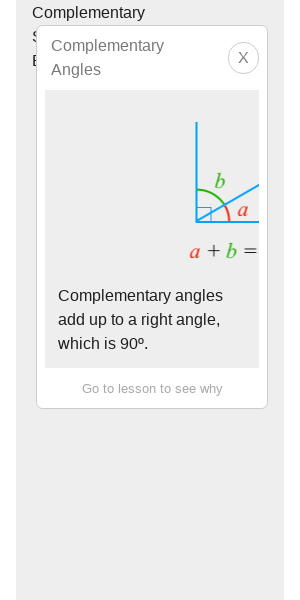 Complementary
Complementary
Angles
X
b
a
a + b =
Complementary angles
add up to a right angle,
which is 90º.
Go to lesson to see why